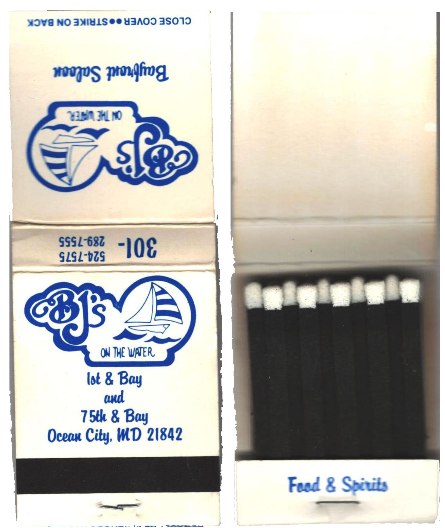 CLOSE COVER●●STRIKE ON BACK
Bayfront Saloon
ON THE WATER
BJ's
301-
524-7575
289-7555
BJ's
ON THE WATER
1st & Bay
and
75th & Bay
Ocean City, MD 21842
Food & Spirits